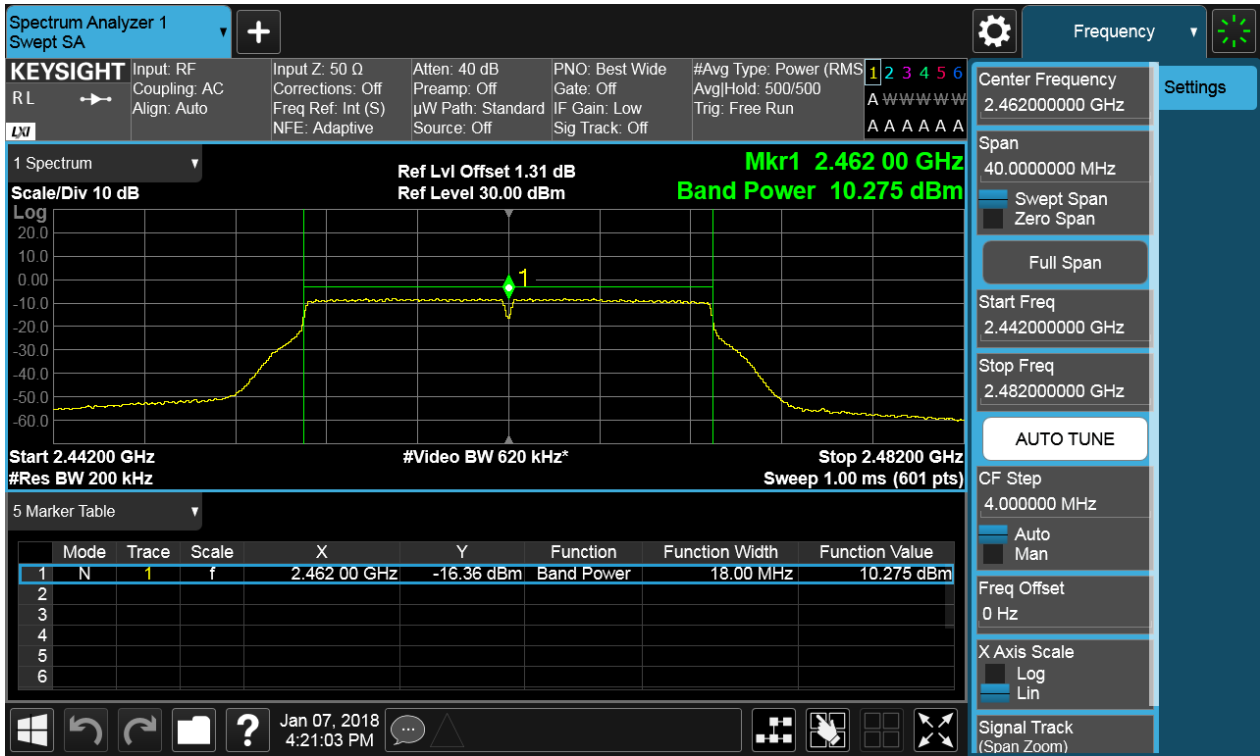 Spectrum Analyzer 1
Swept SA
Frequency
KEYSIGHT
R L
LXI
Input: RF
Coupling: AC
Align: Auto
Input Z: 50 Ω
Corrections: Off
Freq Ref: Int (S)
NFE: Adaptive
Atten: 40 dB
Preamp: Off
µW Path: Standard
Source: Off
PNO: Best Wide
Gate: Off
IF Gain: Low
Sig Track: Off
#Avg Type: Power (RMS
Avg|Hold: 500/500
Trig: Free Run
1 2 3 4 5 6
A W W W W W
A A A A A A
1 Spectrum
Scale/Div 10 dB
Ref Lvl Offset 1.31 dB
Ref Level 30.00 dBm
Mkr1 2.462 00 GHz
Band Power 10.275 dBm
Log
20.0
10.0
0.00
-10.0
-20.0
-30.0
-40.0
-50.0
-60.0
1
Start 2.44200 GHz
#Res BW 200 kHz
#Video BW 620 kHz*
Stop 2.48200 GHz
Sweep 1.00 ms (601 pts)
5 Marker Table
Mode Trace Scale X Y Function Function Width Function Value
1 N 1 f 2.462 00 GHz -16.36 dBm Band Power 18.00 MHz 10.275 dBm
2
3
4
5
6
Jan 07, 2018
4:21:03 PM
Center Frequency
2.462000000 GHz
Span
40.0000000 MHz
Swept Span
Zero Span
Full Span
Start Freq
2.442000000 GHz
Stop Freq
2.482000000 GHz
AUTO TUNE
CF Step
4.000000 MHz
Auto
Man
Freq Offset
0 Hz
X Axis Scale
Log
Lin
Signal Track
(Span Zoom)
Settings